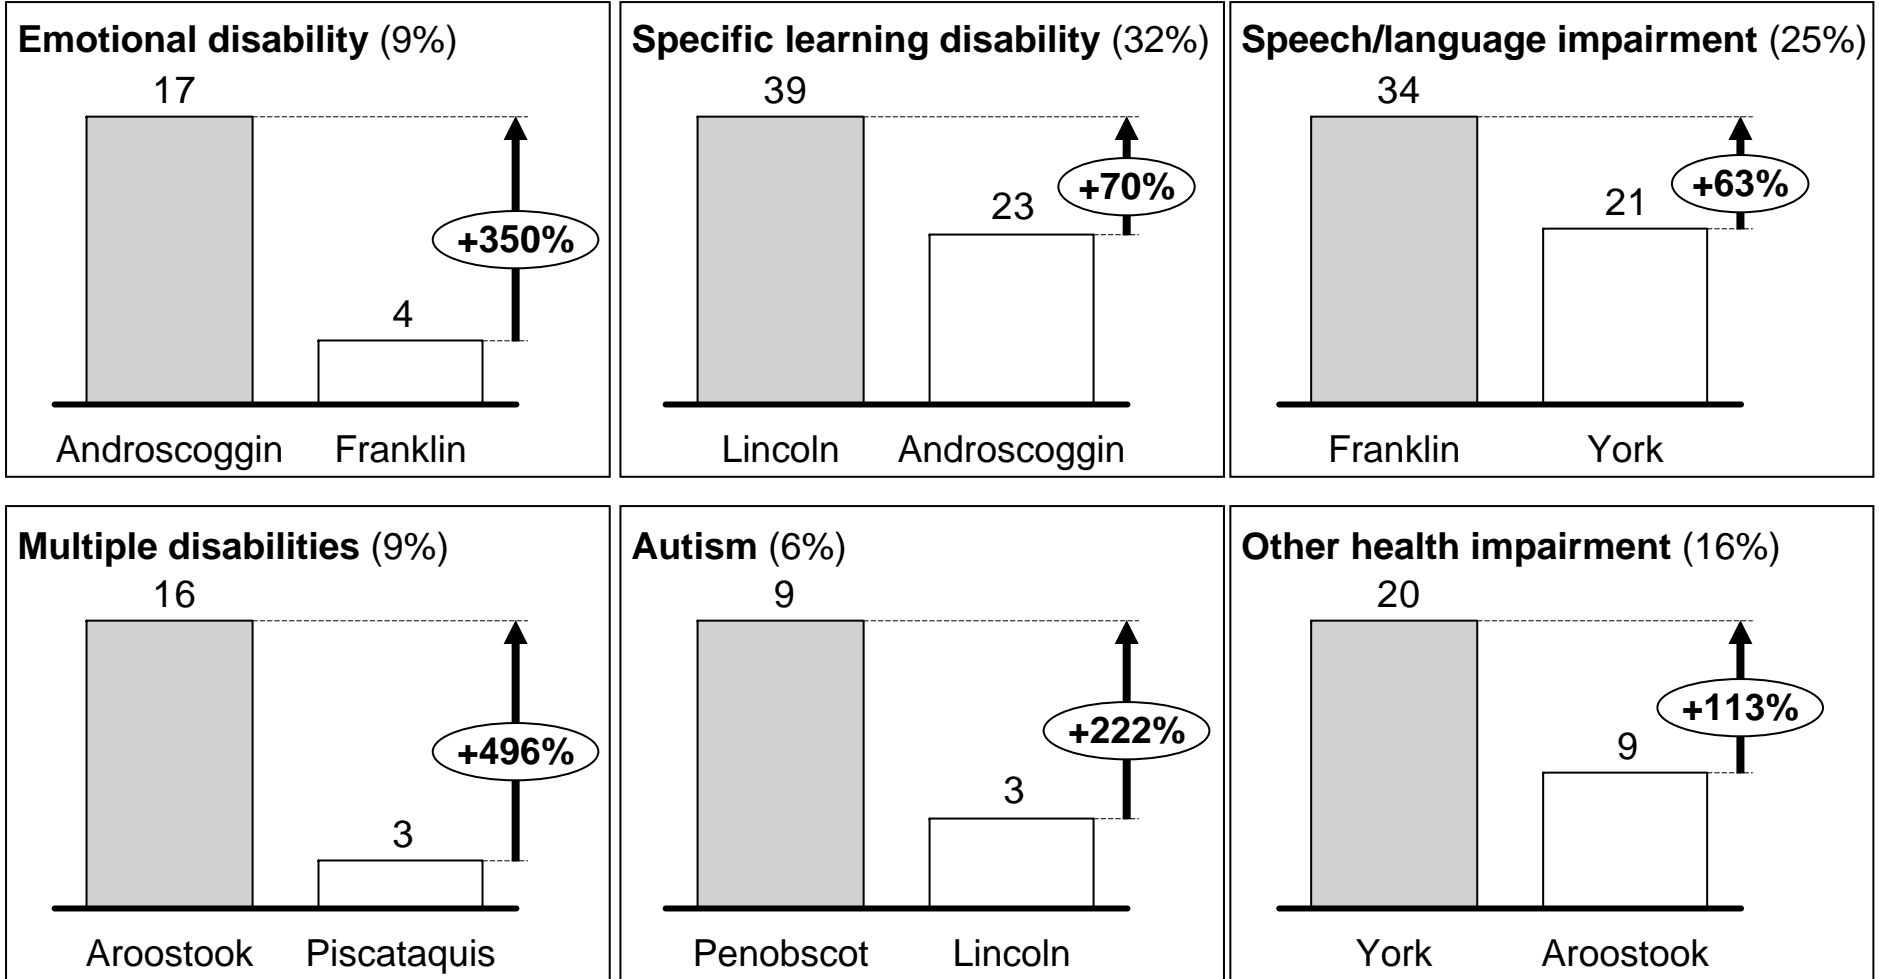 Emotional disability (9%)
17
+350%
4
Androscoggin Franklin
Specific learning disability (32%)
39
+70%
23
Lincoln Androscoggin
Speech/language impairment (25%)
34
+63%
21
Franklin York
Multiple disabilities (9%)
16
+496%
3
Aroostook Piscataquis
Autism (6%)
9
+222%
3
Penobscot Lincoln
Other health impairment (16%)
20
+113%
9
York Aroostook